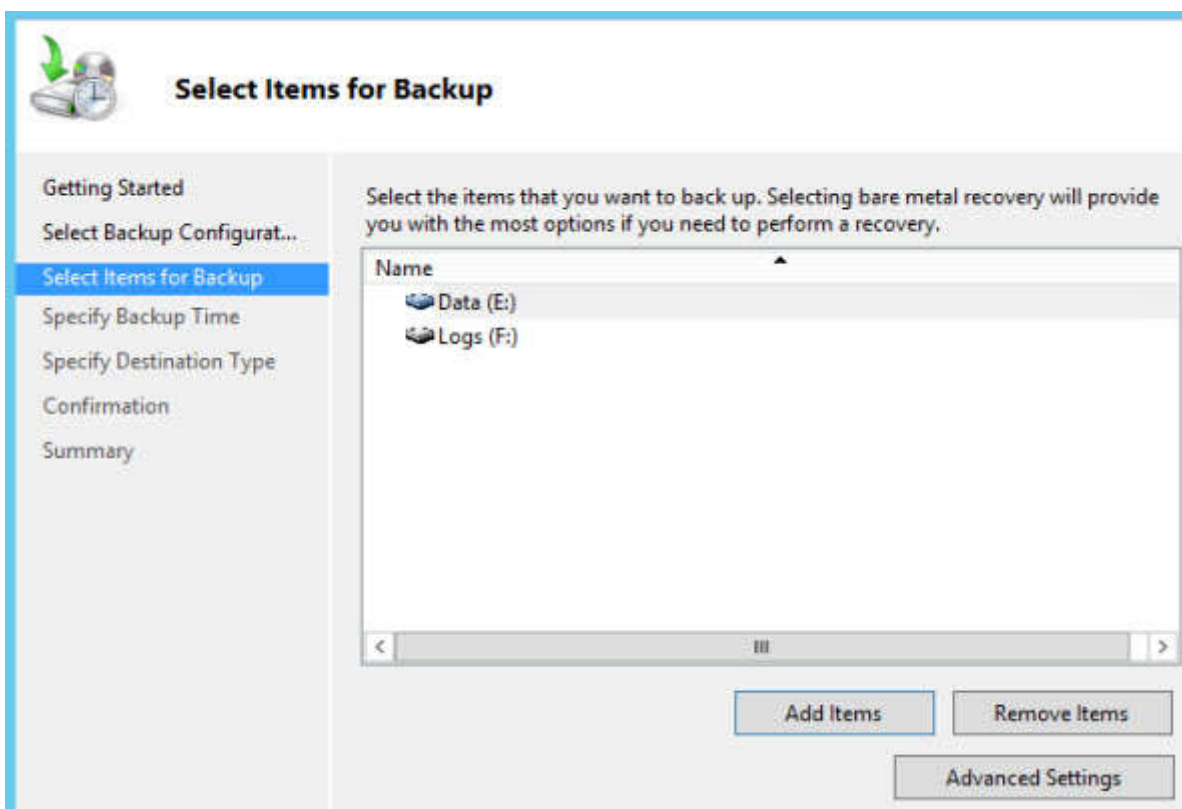 Select Items for Backup
Getting Started
Select Backup Configurat...
Select Items for Backup
Specify Backup Time
Specify Destination Type
Confirmation
Summary
Select the items that you want to back up. Selecting bare metal recovery will provide
you with the most options if you need to perform a recovery.
Name
Data (E:)
Logs (F:)
Add Items
Remove Items
Advanced Settings